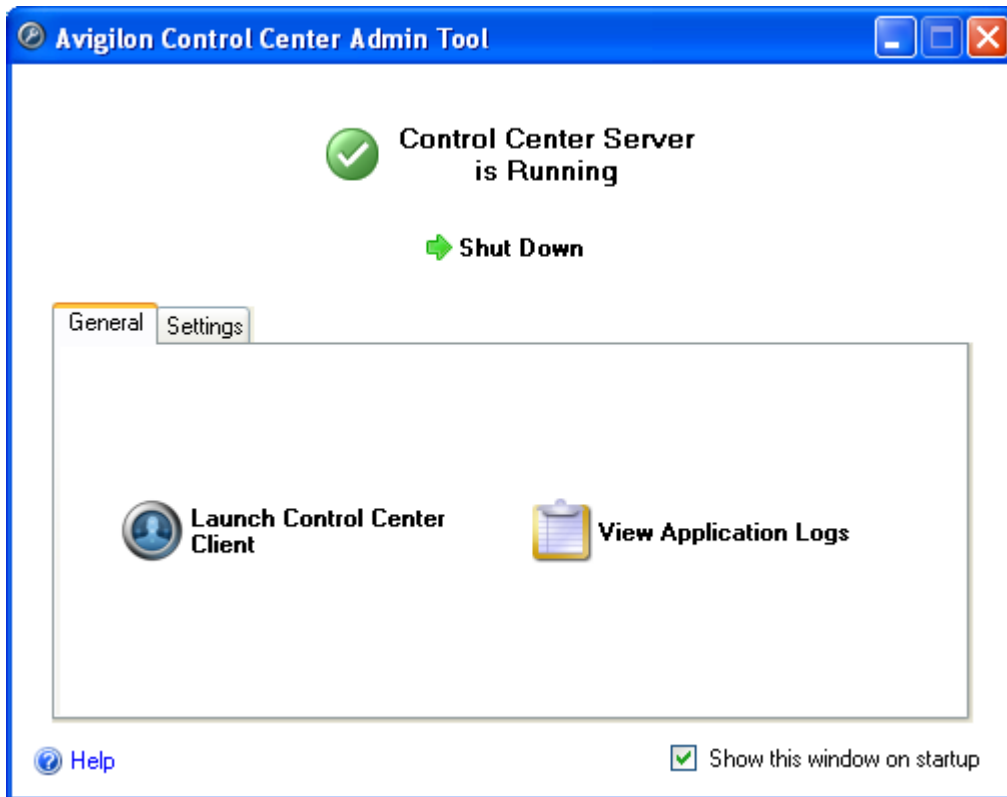 Avigilon Control Center Admin Tool
Control Center Server
is Running
Shut Down
General
Settings
Launch Control Center
Client
View Application Logs
Help
Show this window on startup